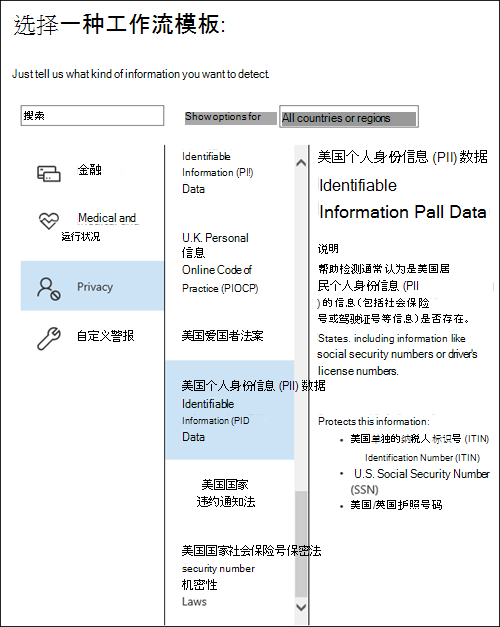 选择一种工作流模板:
Just tell us what kind of information you want to detect.
搜索
Show options for
All countries or regions
金融
Medical and
运行状况
Privacy
自定义警报
Identifiable
Information (PII)
Data
U.K. Personal
信息
Online Code of
Practice (PIOCP)
美国爱国者法案
美国个人身份信息 (PII) 数据
Identifiable
Information (PID
Data
美国国家
违约通知法
美国国家社会保险号保密法
security number
机密性
Laws
美国个人身份信息 (PII) 数据
Identifiable
Information Pall Data
说明
帮助检测通常认为是美国居
民个人身份信息 (PII
) 的信息 (包括社会保险
号或驾驶证号等信息) 是否存在。
States. including information like
social security numbers or driver's
license numbers.
Protects this information:
• 美国单独的纳税人标识号 (ITIN)
Identification Number (ITIN)
• U.S. Social Security Number
(SSN)
• 美国/英国护照号码